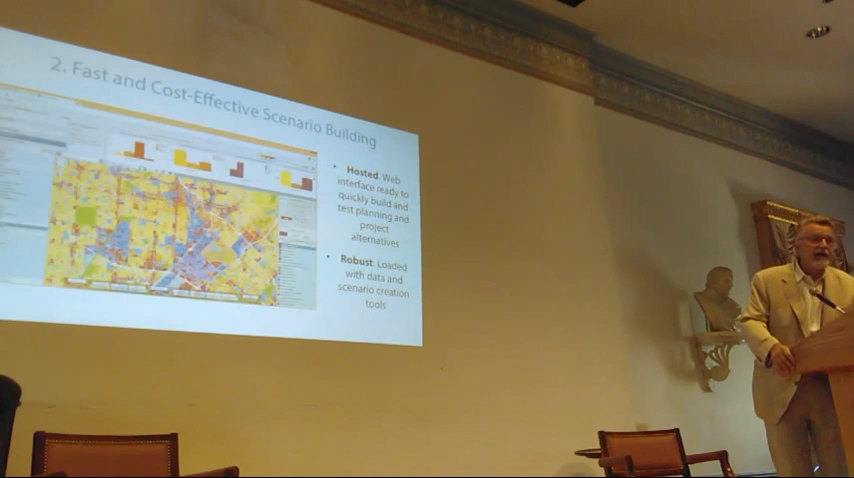 2. Fast and Cost-Effective Scenario Building
• Hosted. Web
interface ready to
quickly build and
test planning and
project
alternatives
• Robust. Loaded
with data and
scenario creation
tools